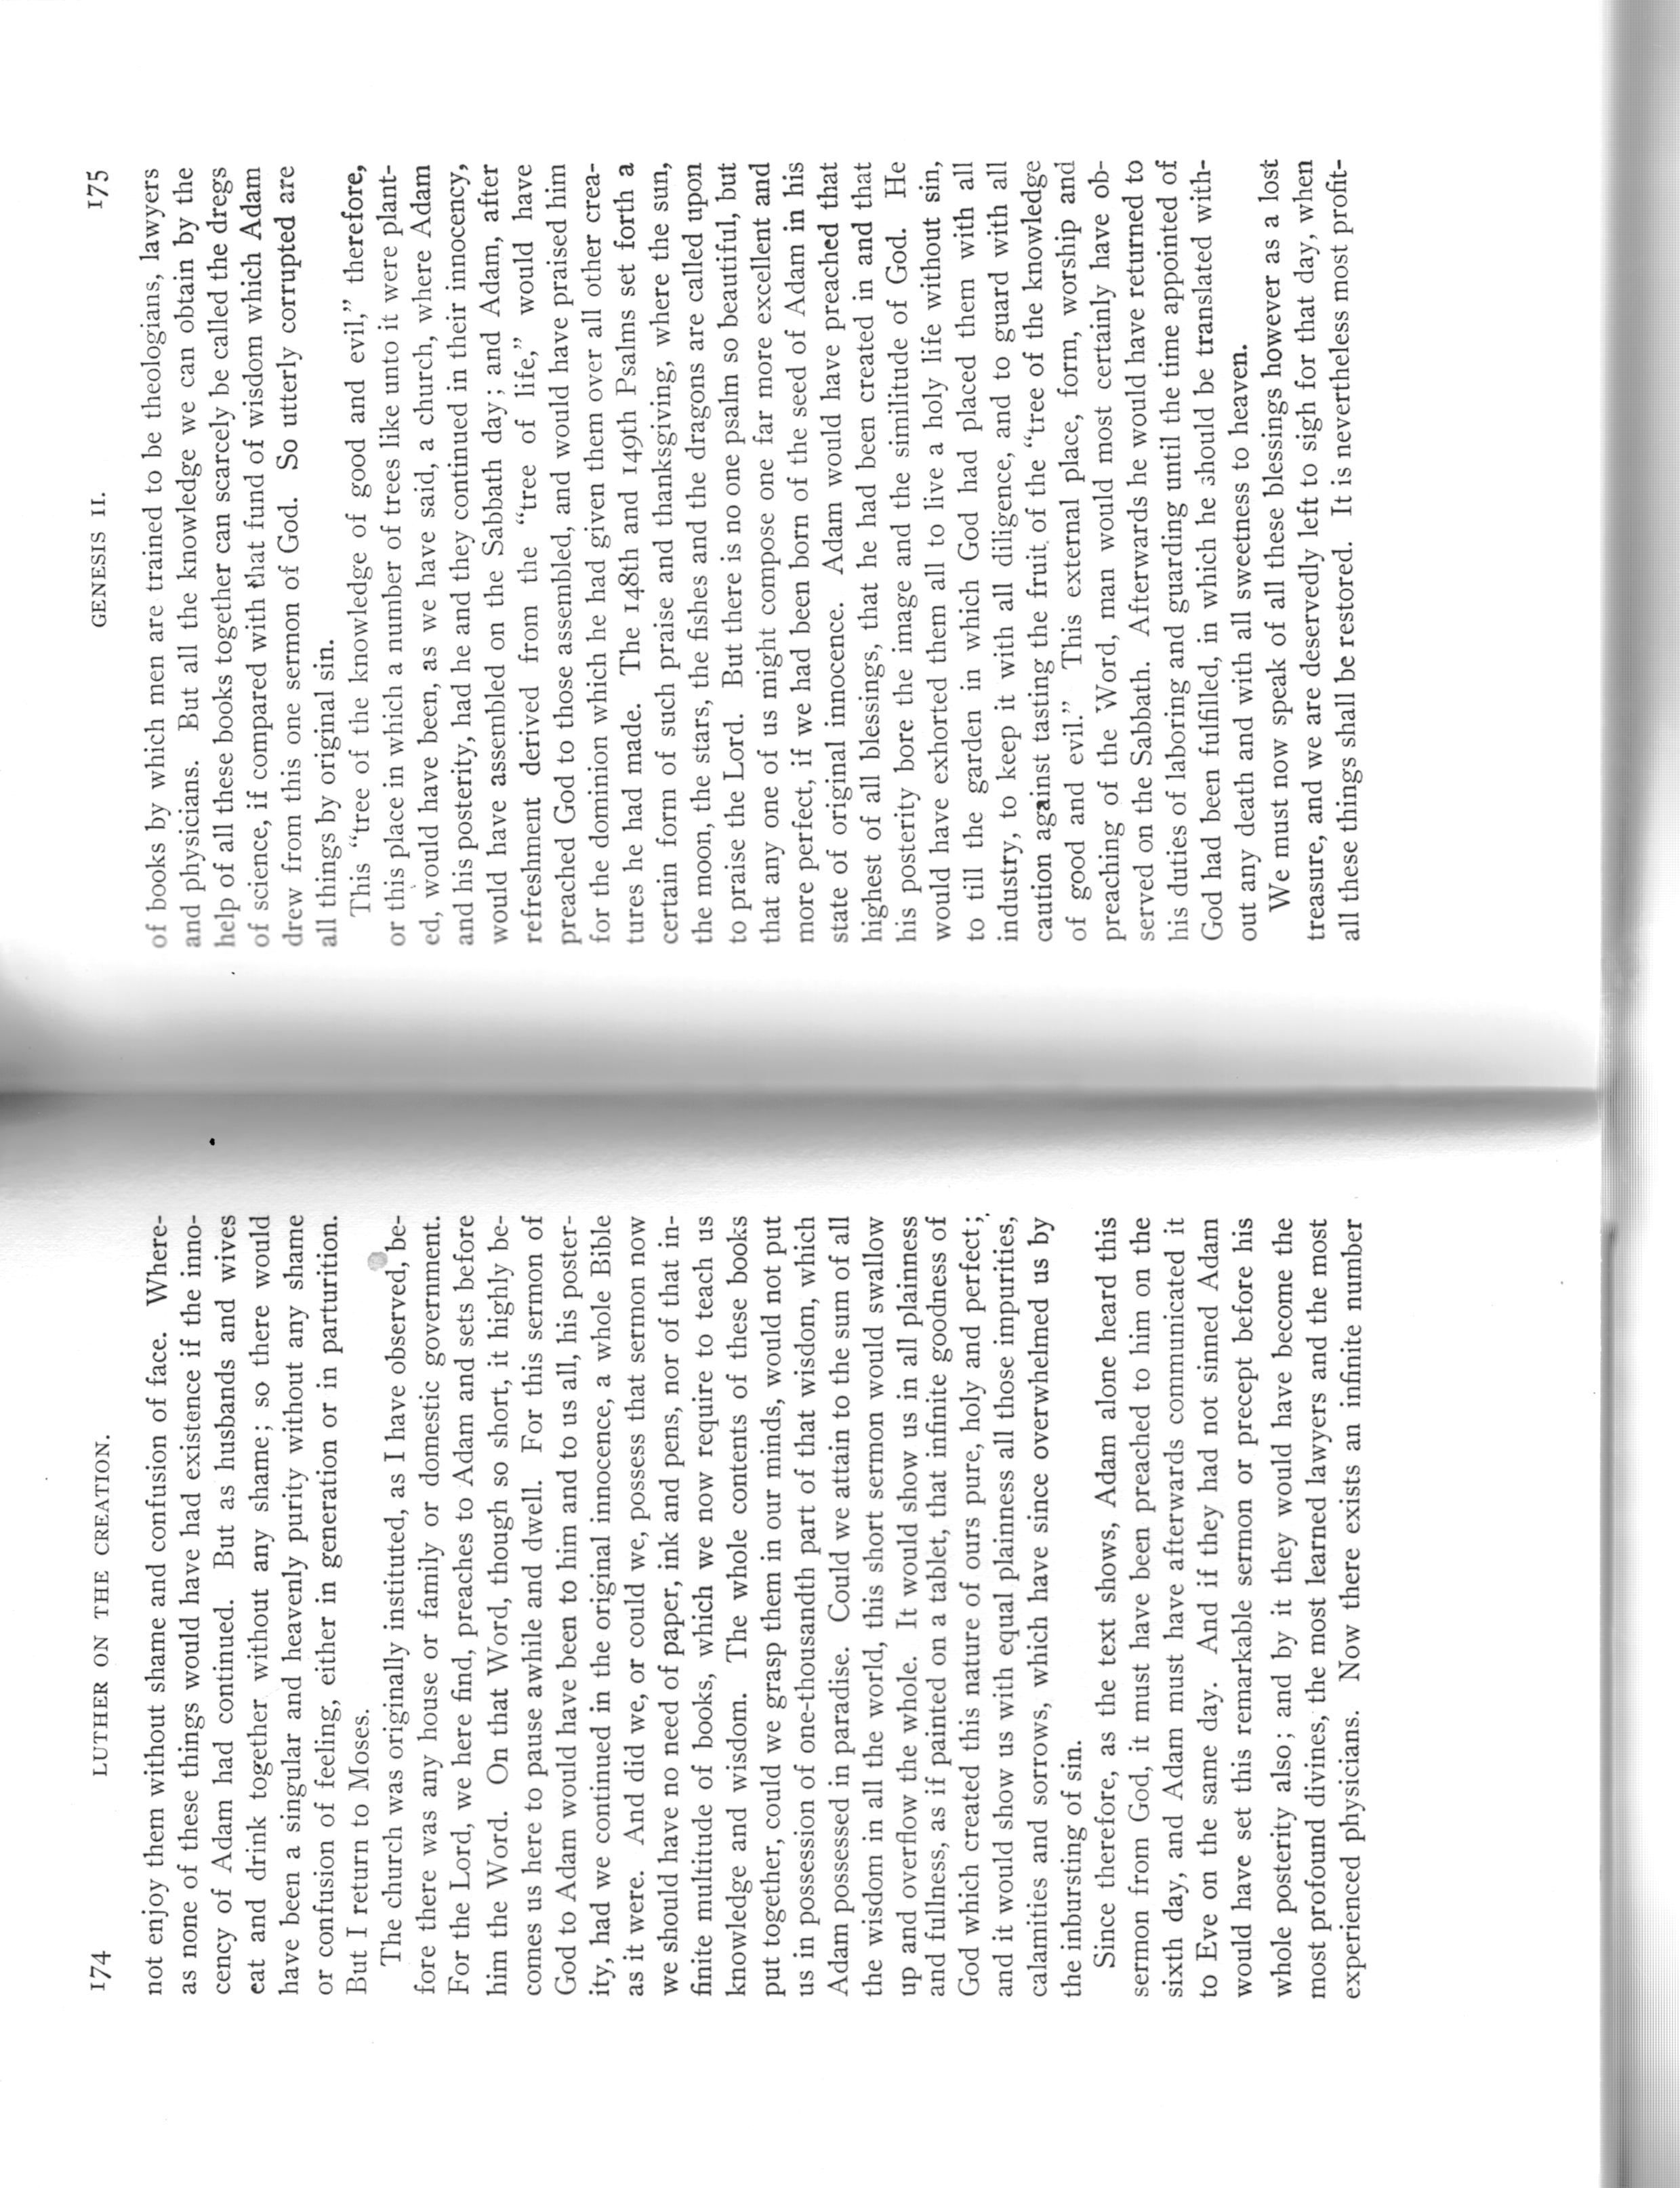 174 LUTHER ON THE CREATION.
not enjoy them without shame and confusion of face. Where-
as none of these things would have had existence if the inno-
cency of Adam had continued. But as husbands and wives
eat and drink together without any shame; so there would
have been a singular and heavenly purity without any shame
or confusion of feeling, either in generation or in parturition.
But I return to Moses.
The church was originally instituted, as I have observed, be-
fore there was any house or family or domestic government.
For the Lord, we here find, preaches to Adam and sets before
him the Word. On that Word, though so short, it highly be-
comes us here to pause awhile and dwell. For this sermon of
God to Adam would have been to him and to us all, his poster-
ity, had we continued in the original innocence, a whole Bible
as it were. And did we, or could we, possess that sermon now
we should have no need of paper, ink and pens, nor of that in-
finite multitude of books, which we now require to teach us
knowledge and wisdom. The whole contents of these books
put together, could we grasp them in our minds, would not put
us in possession of one-thousandth part of that wisdom, which
Adam possessed in paradise. Could we attain to the sum of all
the wisdom in all the world, this short sermon would swallow
up and overflow the whole. It would show us in all plainness
and fullness, as if painted on a tablet, that infinite goodness of
God which created this nature of ours pure, holy and perfect;
and it would show us with equal plainness all those impurities,
calamities and sorrows, which have since overwhelmed us by
the inbursting of sin.
Since therefore, as the text shows, Adam alone heard this
sermon from God, it must have been preached to him on the
sixth day, and Adam must have afterwards communicated it
to Eve on the same day. And if they had not sinned Adam
would have set this remarkable sermon or precept before his
whole posterity also; and by it they would have become the
most profound divines, the most learned lawyers and the most
experienced physicians. Now there exists an infinite number
GENESIS II. 175
of books by which men are trained to be theologians, lawyers
and physicians. But all the knowledge we can obtain by the
help of all these books together can scarcely be called the dregs
of science, if compared with that fund of wisdom which Adam
drew from this one sermon of God. So utterly corrupted are
all things by original sin.
This "tree of the knowledge of good and evil," therefore,
or this place in which a number of trees like unto it were plant-
ed, would have been, as we have said, a church, where Adam
and his posterity, had he and they continued in their innocency,
would have assembled on the Sabbath day; and Adam, after
refreshment derived from the "tree of life," would have
preached God to those assembled, and would have praised him
for the dominion which he had given them over all other crea-
tures he had made. The 148th and 149th Psalms set forth a
certain form of such praise and thanksgiving, where the sun,
the moon, the stars, the fishes and the dragons are called upon
to praise the Lord. But there is no one psalm so beautiful, but
that any one of us might compose one far more excellent and
more perfect, if we had been born of the seed of Adam in his
state of original innocence. Adam would have preached that
highest of all blessings, that he had been created in and that
his posterity bore the image and the similitude of God. He
would have exhorted them all to live a holy life without sin,
to till the garden in which God had placed them with all
industry, to keep it with all diligence, and to guard with all
caution against tasting the fruit of the "tree of the knowledge
of good and evil." This external place, form, worship and
preaching of the Word, man would most certainly have ob-
served on the Sabbath. Afterwards he would have returned to
his duties of laboring and guarding until the time appointed of
God had been fulfilled, in which he should be translated with-
out any death and with all sweetness to heaven.
We must now speak of all these blessings however as a lost
treasure, and we are deservedly left to sigh for that day, when
all these things shall be restored. It is nevertheless most profit-